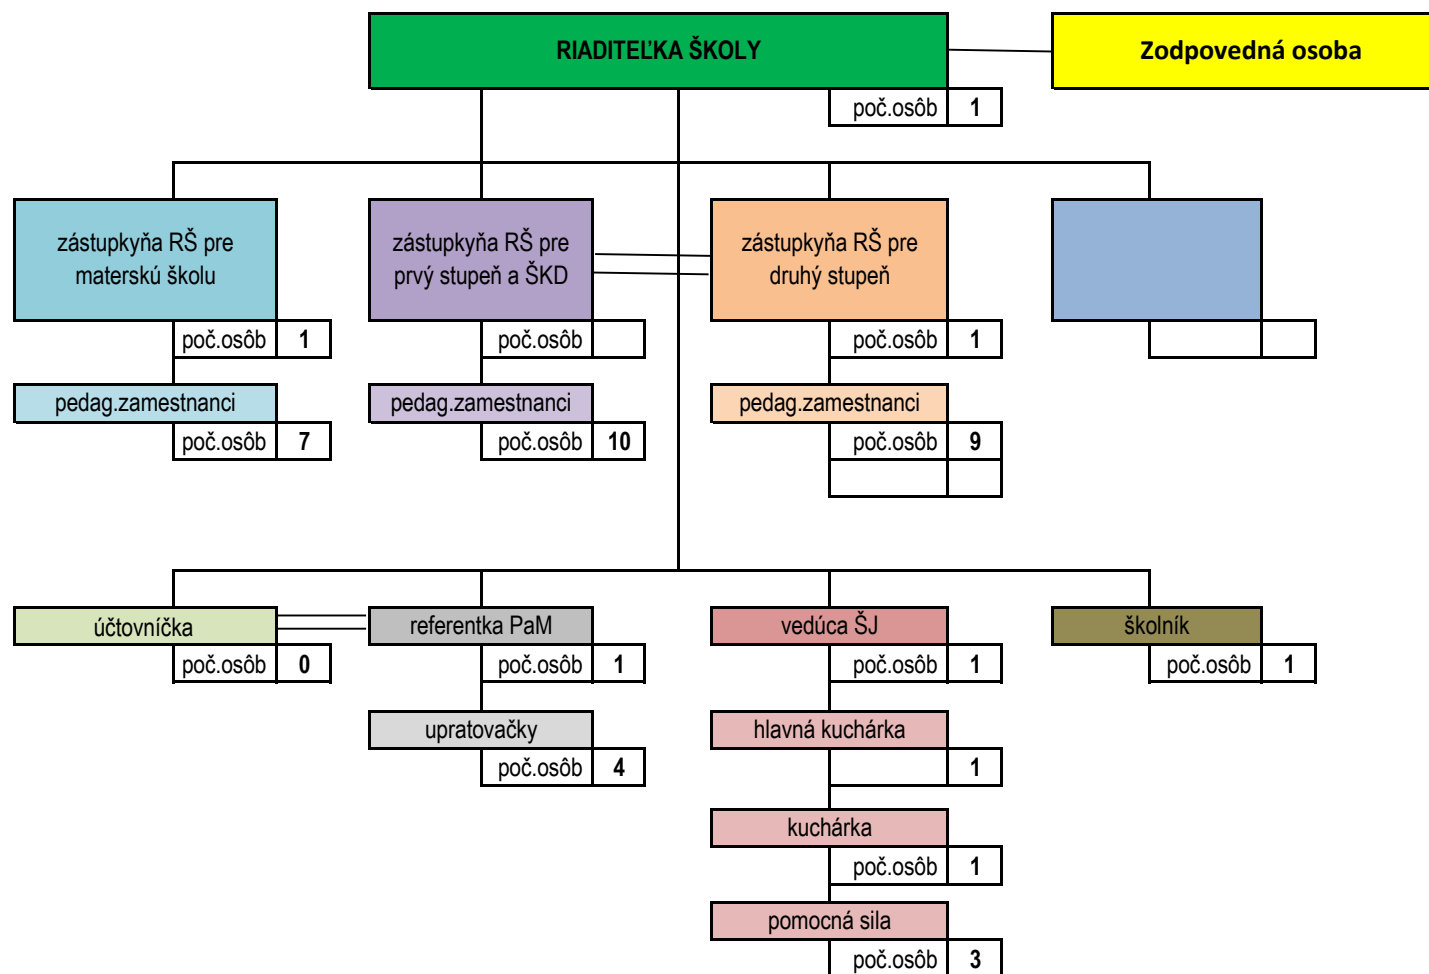 RIADITEĽKA ŠKOLY
Zodpovedná osoba
poč.osôb 1
zástupkyňa RŠ pre
materskú školu
zástupkyňa RŠ pre
prvý stupeň a ŠKD
zástupkyňa RŠ pre
druhý stupeň
poč.osôb 1
poč.osôb
poč.osôb 1
pedag.zamestnanci
pedag.zamestnanci
pedag.zamestnanci
poč.osôb 7
poč.osôb 10
poč.osôb 9
účtovníčka
referentka PaM
vedúca ŠJ
školník
poč.osôb 0
poč.osôb 1
poč.osôb 1
poč.osôb 1
upratovačky
hlavná kuchárka
poč.osôb 4
1
kuchárka
poč.osôb 1
pomocná sila
poč.osôb 3